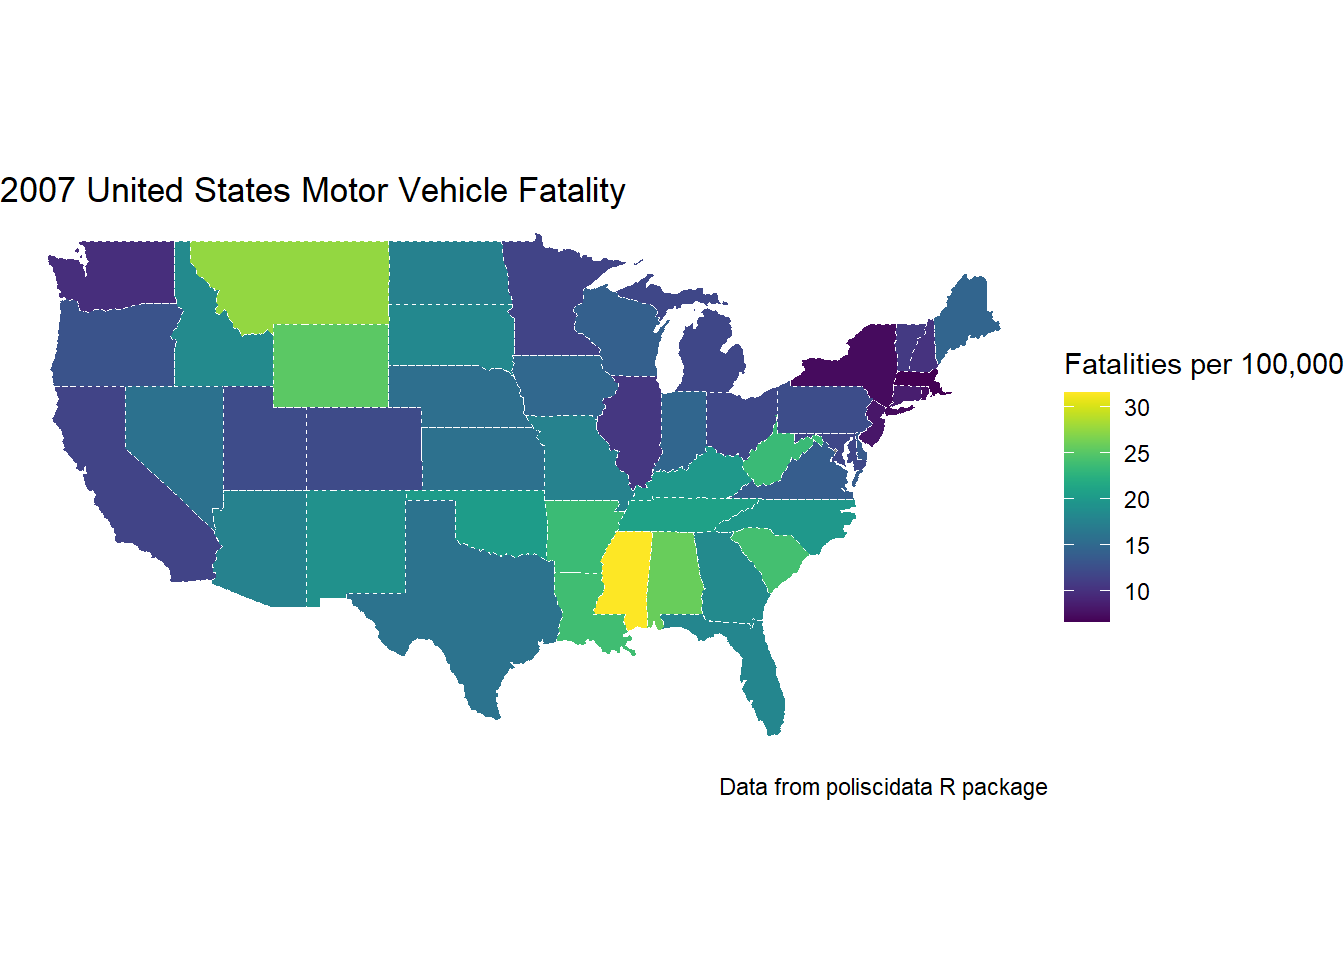 2007 United States Motor Vehicle Fatality
Fatalities per 100,000
30
25
20
15
10
Data from poliscidata R package